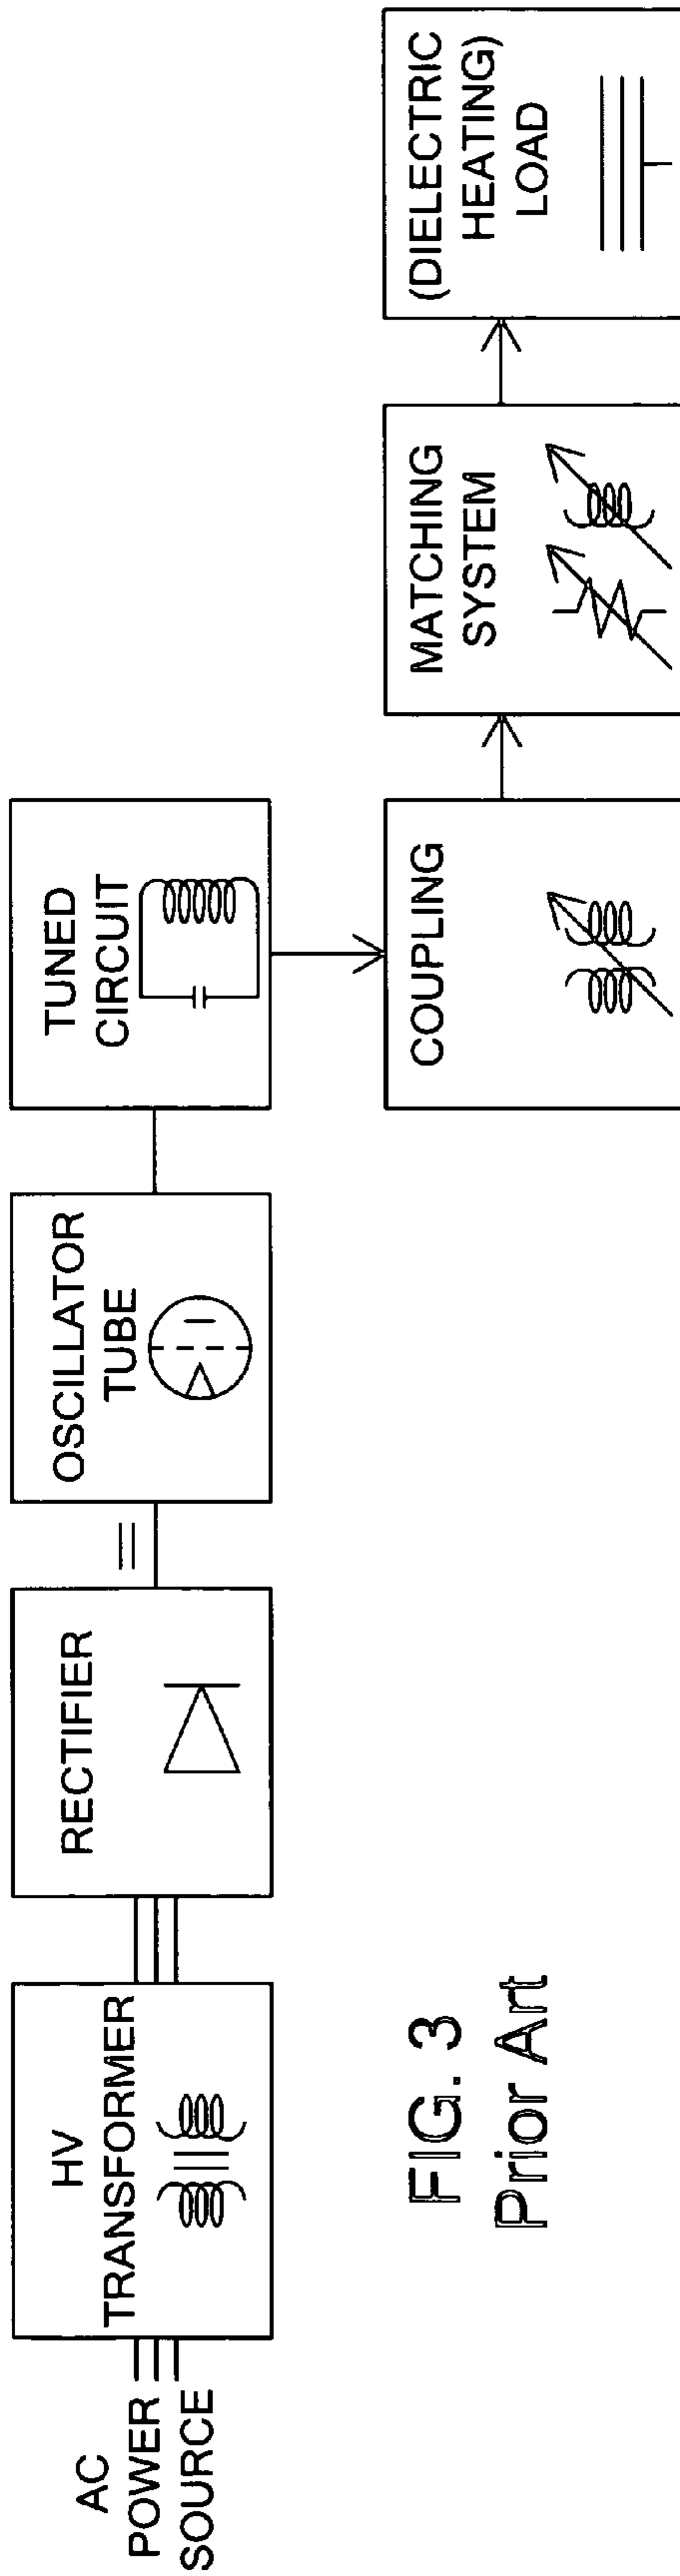 AC
POWER
SOURCE
HV
TRANSFORMER
RECTIFIER
OSCILLATOR
TUBE
TUNED
CIRCUIT
COUPLING
MATCHING
SYSTEM
(DIELECTRIC
HEATING)
LOAD
FIG. 3
Prior Art